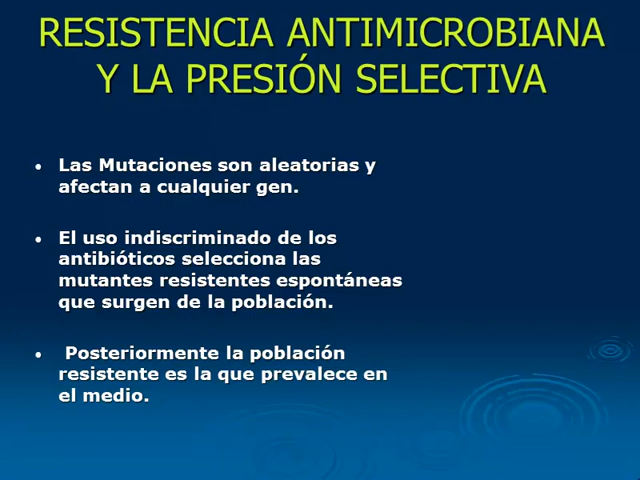 RESISTENCIA ANTIMICROBIANA
Y LA PRESIÓN SELECTIVA
• Las Mutaciones son aleatorias y
afectan a cualquier gen.
• El uso indiscriminado de los
antibióticos selecciona las
mutantes resistentes espontáneas
que surgen de la población.
• Posteriormente la población
resistente es la que prevalece en
el medio.